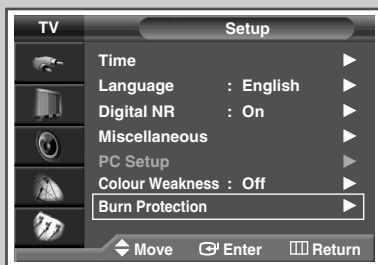 TV Setup
Time
Language : English
Digital NR : On
Miscellaneous
PC Setup
Colour Weakness : Off
Burn Protection
Move Enter Return